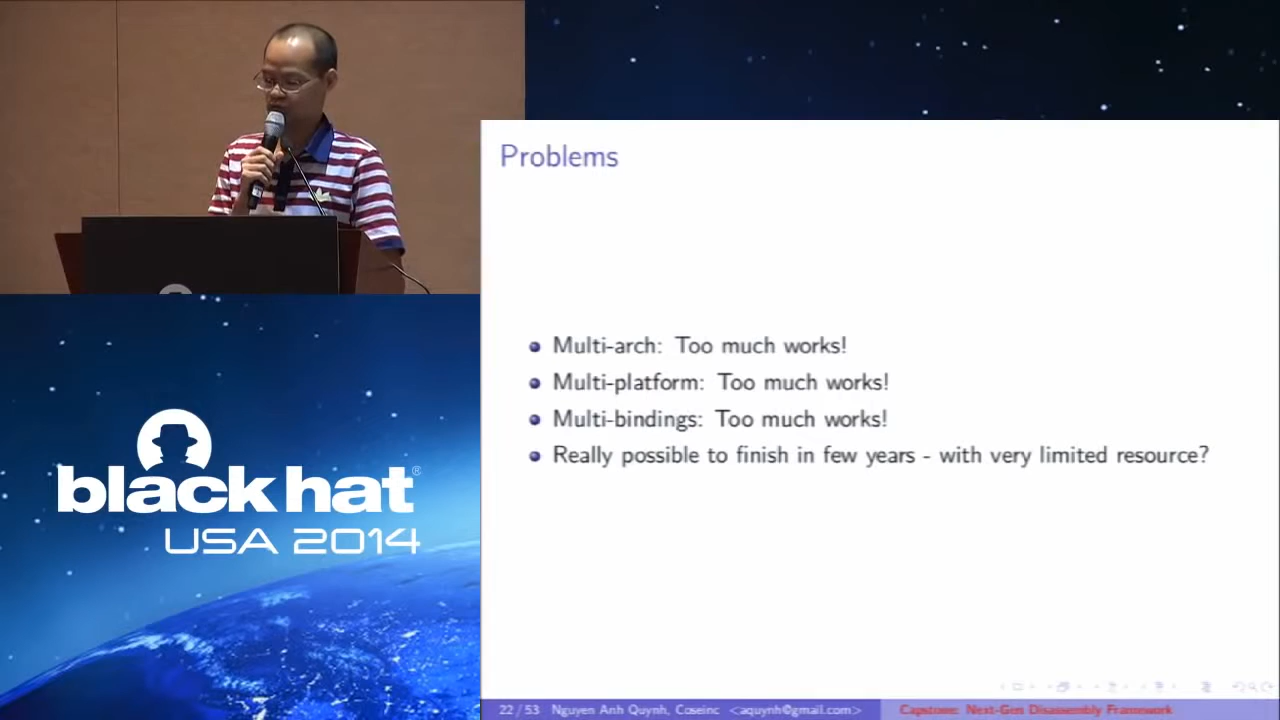 Problems
Multi-arch: Too much works!
Multi-platform: Too much works!
Multi-bindings: Too much works!
Really possible to finish in few years - with very limited resource?
black hat®
USA 2014
22 / 53 Nguyen Anh Quynh, Coseinc <aquynh@gmail.com> Capstone: Next-Gen Disassembly Framework